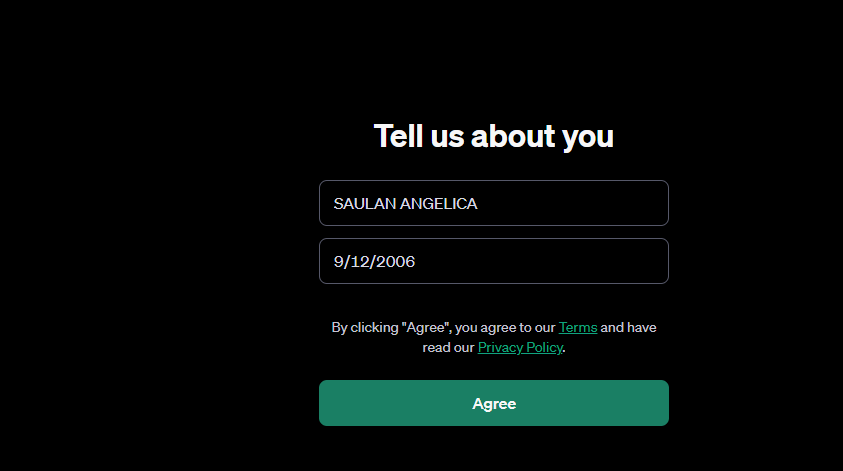 Tell us about you
SAULAN ANGELICA
9/12/2006
By clicking "Agree", you agree to our Terms and have
read our Privacy Policy.
Agree